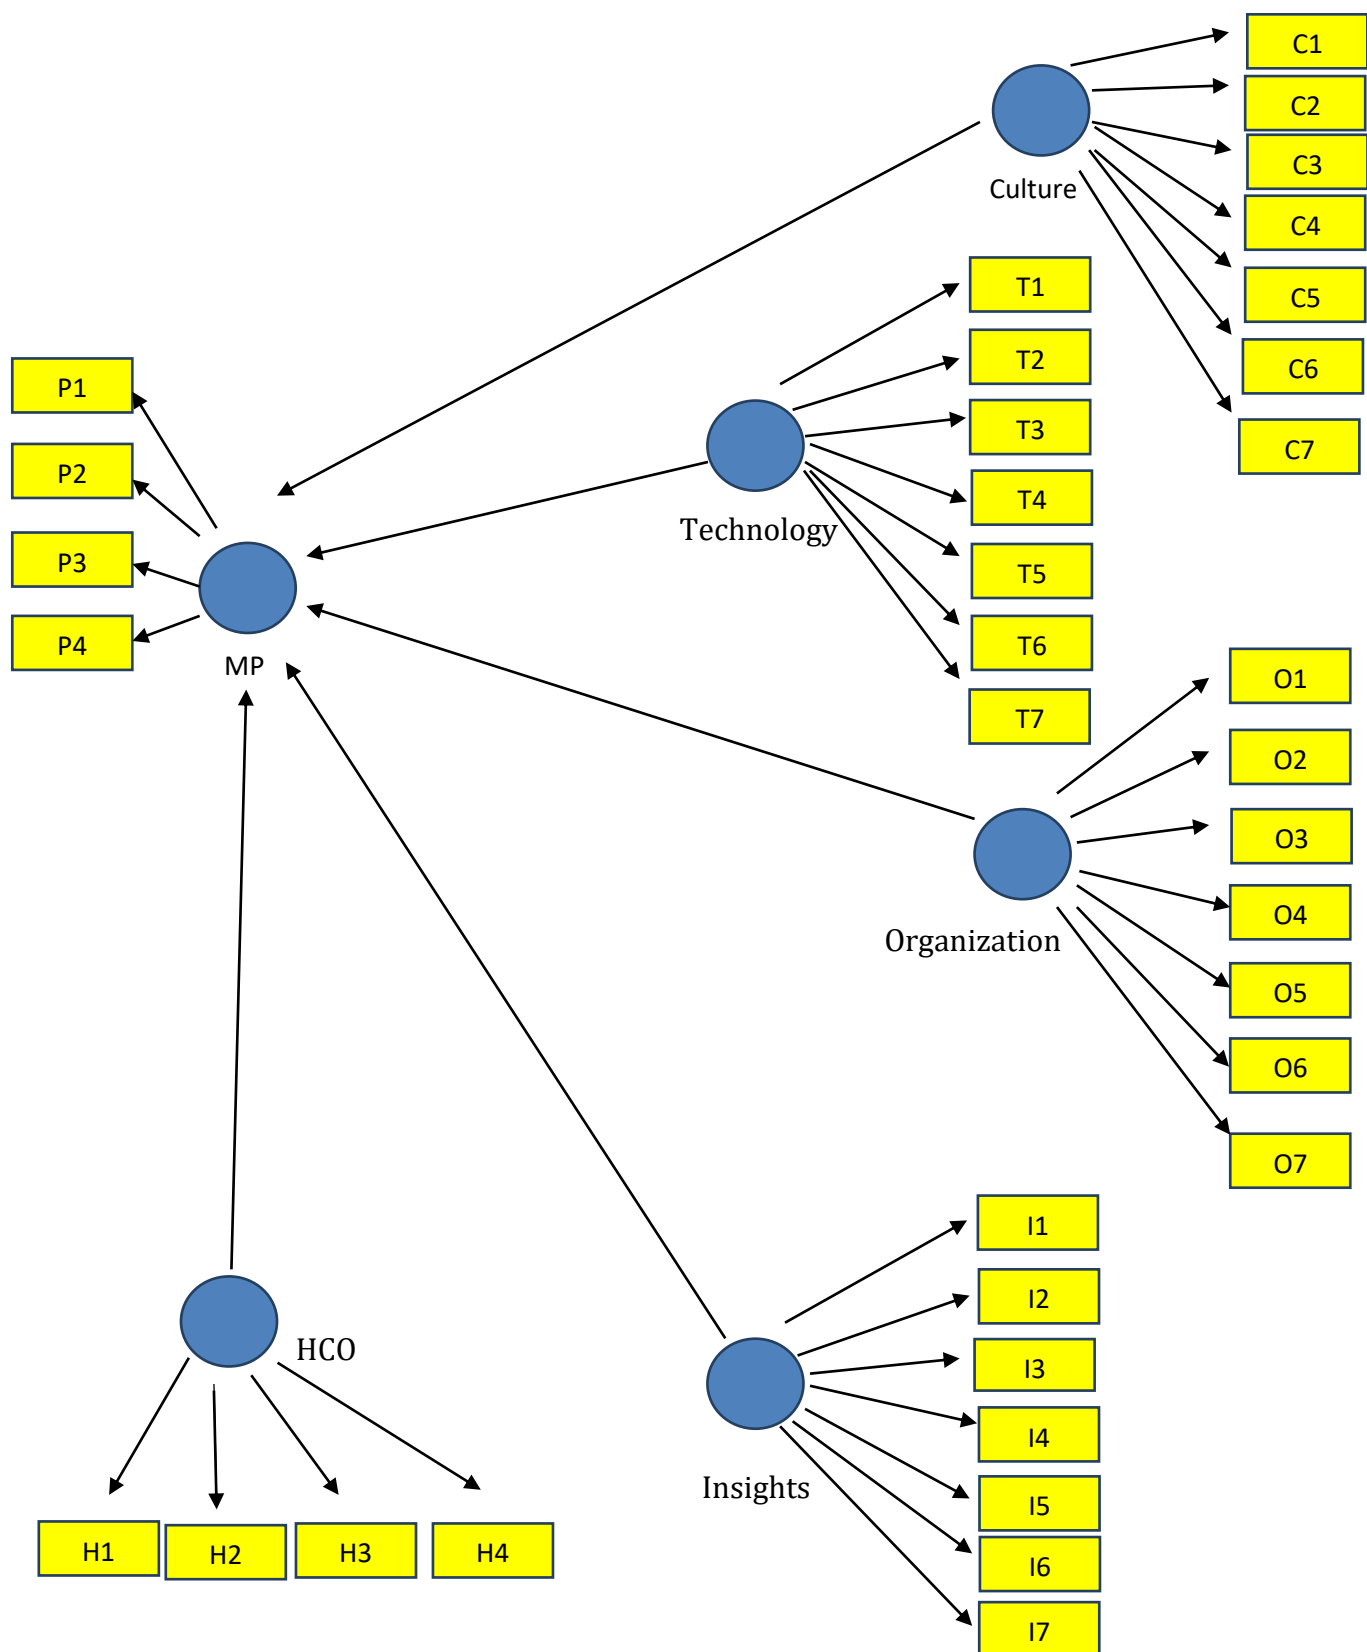 C1
C2
C3
C4
C5
C6
C7
Culture
T1
T2
T3
T4
T5
T6
T7
Technology
P1
P2
P3
P4
MP
O1
O2
O3
O4
O5
O6
O7
Organization
I1
I2
I3
I4
I5
I6
I7
Insights
HCO
H1
H2
H3
H4